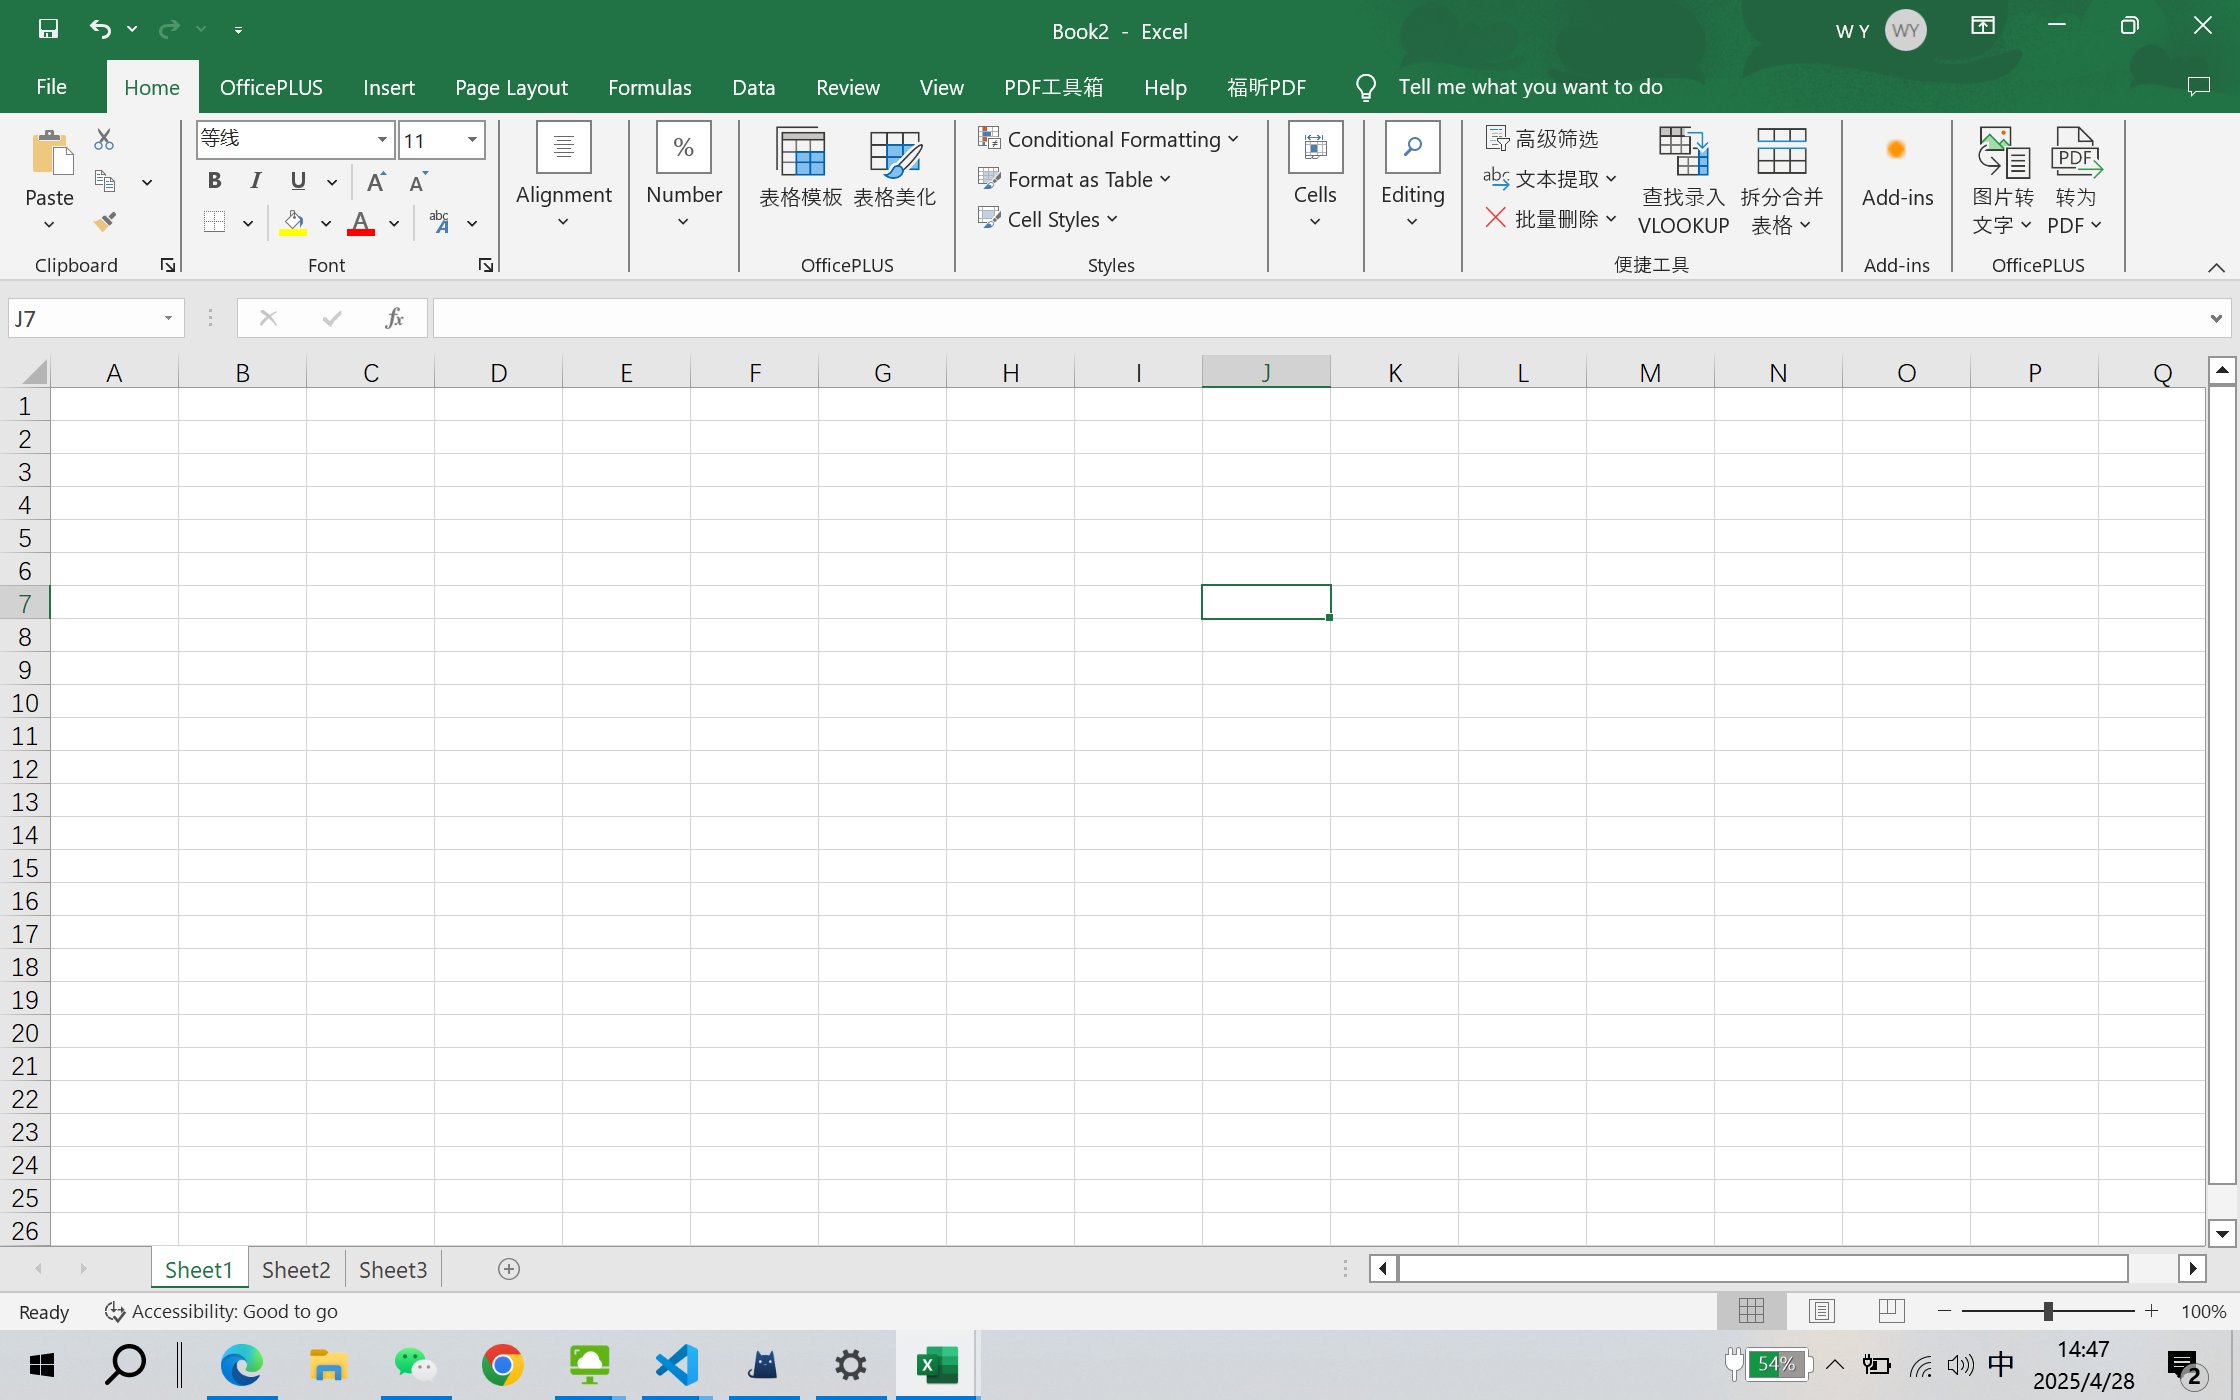 Book2 - Excel
W Y
WY
File
Home
OfficePLUS
Insert
Page Layout
Formulas
Data
Review
View
PDF工具箱
Help
福昕PDF
Tell me what you want to do
Paste
Clipboard
等线
11
B I U
A A
A
abc A
Font
Alignment
%
Number
表格模板
表格美化
OfficePLUS
Conditional Formatting
Format as Table
Cell Styles
Styles
Cells
Editing
高级筛选
abc 文本提取
批量删除
查找录入
VLOOKUP
拆分合并
表格
便捷工具
Add-ins
Add-ins
图片转
文字
PDF
转为
PDF
OfficePLUS
J7
fx
A B C D E F G H I J K L M N O P Q
1
2
3
4
5
6
7
8
9
10
11
12
13
14
15
16
17
18
19
20
21
22
23
24
25
26
Sheet1
Sheet2
Sheet3
Ready
Accessibility: Good to go
100%
54%
中
14:47
2025/4/28
2